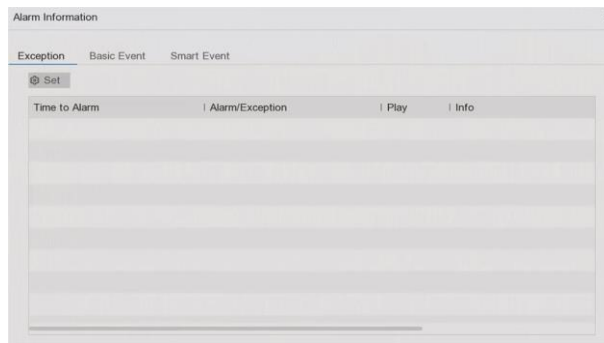 Alarm Information
Exception Basic Event Smart Event
Set
Time to Alarm Alarm/Exception Play Info